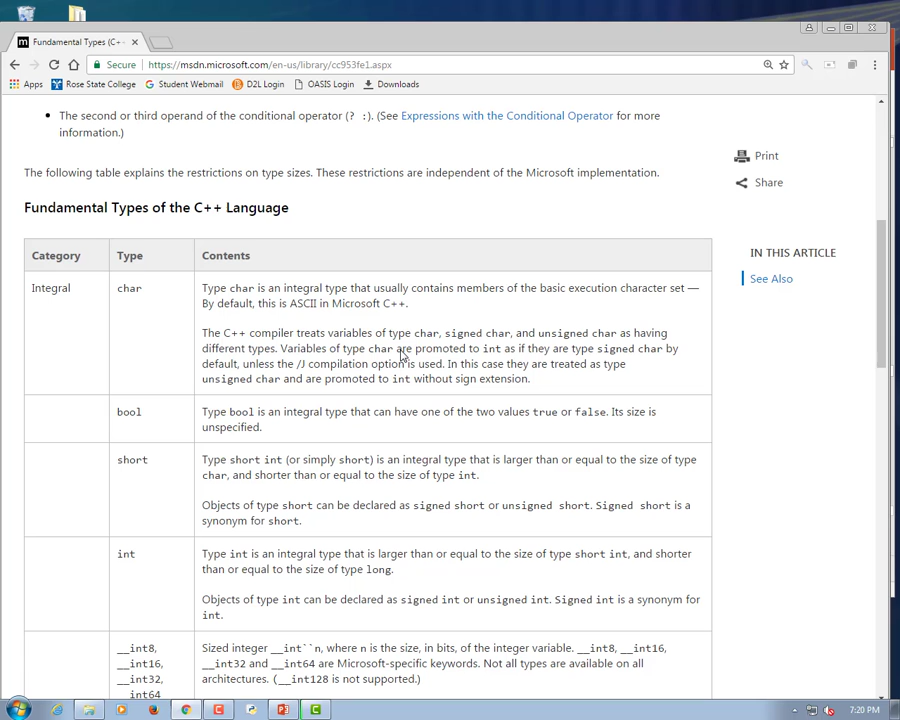 Fundamental Types (C++ -
Secure
https://msdn.microsoft.com/en-us/library/cc953fe1.aspx
Apps Rose State College Student Webmail D2L Login OASIS Login Downloads
The second or third operand of the conditional operator (? :). (See Expressions with the Conditional Operator for more
information.)
The following table explains the restrictions on type sizes. These restrictions are independent of the Microsoft implementation.
Print
Share
Fundamental Types of the C++ Language
IN THIS ARTICLE
See Also
Category Type Contents
Integral char Type char is an integral type that usually contains members of the basic execution character set —
By default, this is ASCII in Microsoft C++.
The C++ compiler treats variables of type char, signed char, and unsigned char as having
different types. Variables of type char are promoted to int as if they are type signed char by
default, unless the /J compilation option is used. In this case they are treated as type
unsigned char and are promoted to int without sign extension.
bool Type bool is an integral type that can have one of the two values true or false. Its size is
unspecified.
short Type short int (or simply short) is an integral type that is larger than or equal to the size of type
char, and shorter than or equal to the size of type int.
Objects of type short can be declared as signed short or unsigned short. Signed short is a
synonym for short.
int Type int is an integral type that is larger than or equal to the size of type short int, and shorter
than or equal to the size of type long.
Objects of type int can be declared as signed int or unsigned int. Signed int is a synonym for
int.
__int8, Sized integer __int``n, where n is the size, in bits, of the integer variable. __int8, __int16,
__int16, __int32 and __int64 are Microsoft-specific keywords. Not all types are available on all
__int32, architectures. (__int128 is not supported.)
__int64
7:20 PM